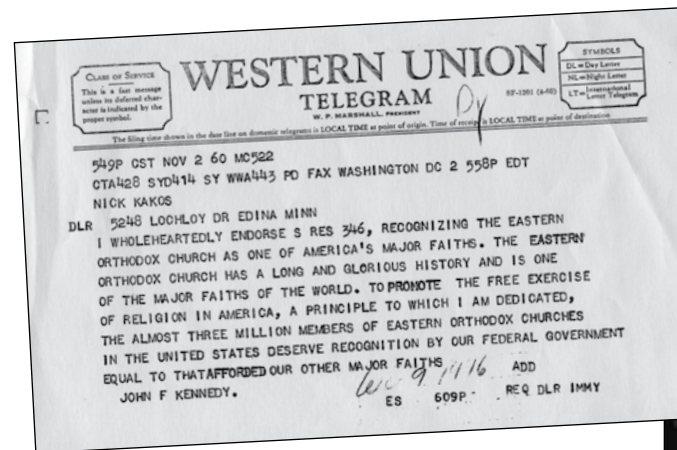 CLASS OF SERVICE
This is a fast message
unless its deferred char-
acter is indicated by the
proper symbol.
WESTERN UNION
TELEGRAM
W. P. MARSHALL, PRESIDENT
SF-1201 (4-60)
SYMBOLS
DL=Day Letter
NL=Night Letter
LT=International Letter Telegram
The filing time shown in the date line on domestic telegrams is LOCAL TIME at point of origin. Time of receipt is LOCAL TIME at point of destination
549P CST NOV 2 60 MC522
CTA428 SYD414 SY WWA443 PD FAX WASHINGTON DC 2 558P EDT
NICK KAKOS
DLR 5248 LOCHLOY DR EDINA MINN
I WHOLEHEARTEDLY ENDORSE S RES 346, RECOGNIZING THE EASTERN
ORTHODOX CHURCH AS ONE OF AMERICA'S MAJOR FAITHS. THE EASTERN
ORTHODOX CHURCH HAS A LONG AND GLORIOUS HISTORY AND IS ONE
OF THE MAJOR FAITHS OF THE WORLD. TO PROMOTE THE FREE EXERCISE
OF RELIGION IN AMERICA, A PRINCIPLE TO WHICH I AM DEDICATED,
THE ALMOST THREE MILLION MEMBERS OF EASTERN ORTHODOX CHURCHES
IN THE UNITED STATES DESERVE RECOGNITION BY OUR FEDERAL GOVERNMENT
EQUAL TO THAT AFFORDED OUR OTHER MAJOR FAITHS
JOHN F KENNEDY.
ADD
ES 609P REQ DLR IMMY